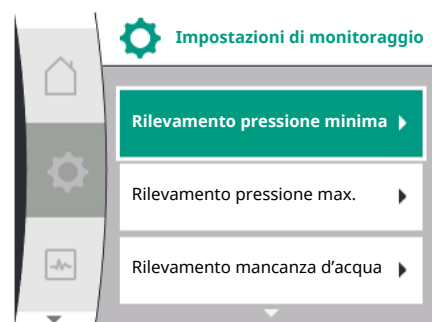 Impostazioni di monitoraggio
Rilevamento pressione minima
Rilevamento pressione max.
Rilevamento mancanza d’acqua